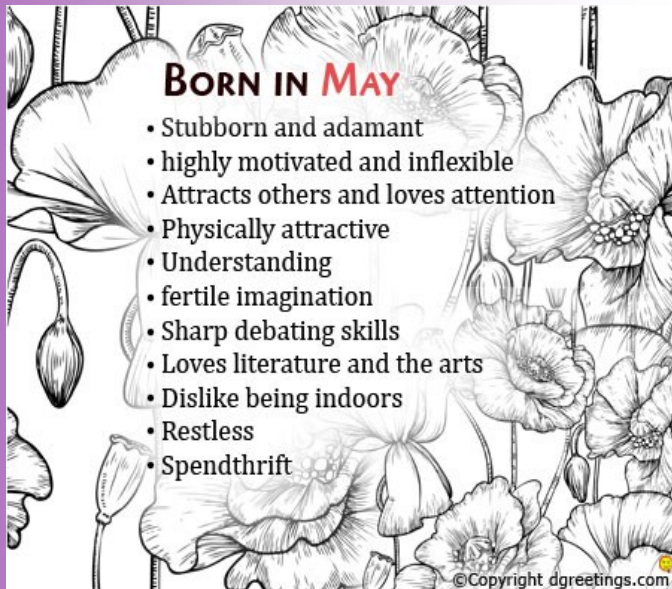 BORN IN MAY
• Stubborn and adamant
• highly motivated and inflexible
• Attracts others and loves attention
• Physically attractive
• Understanding
• fertile imagination
• Sharp debating skills
• Loves literature and the arts
• Dislike being indoors
• Restless
• Spendthrift
©Copyright dgreetings.com